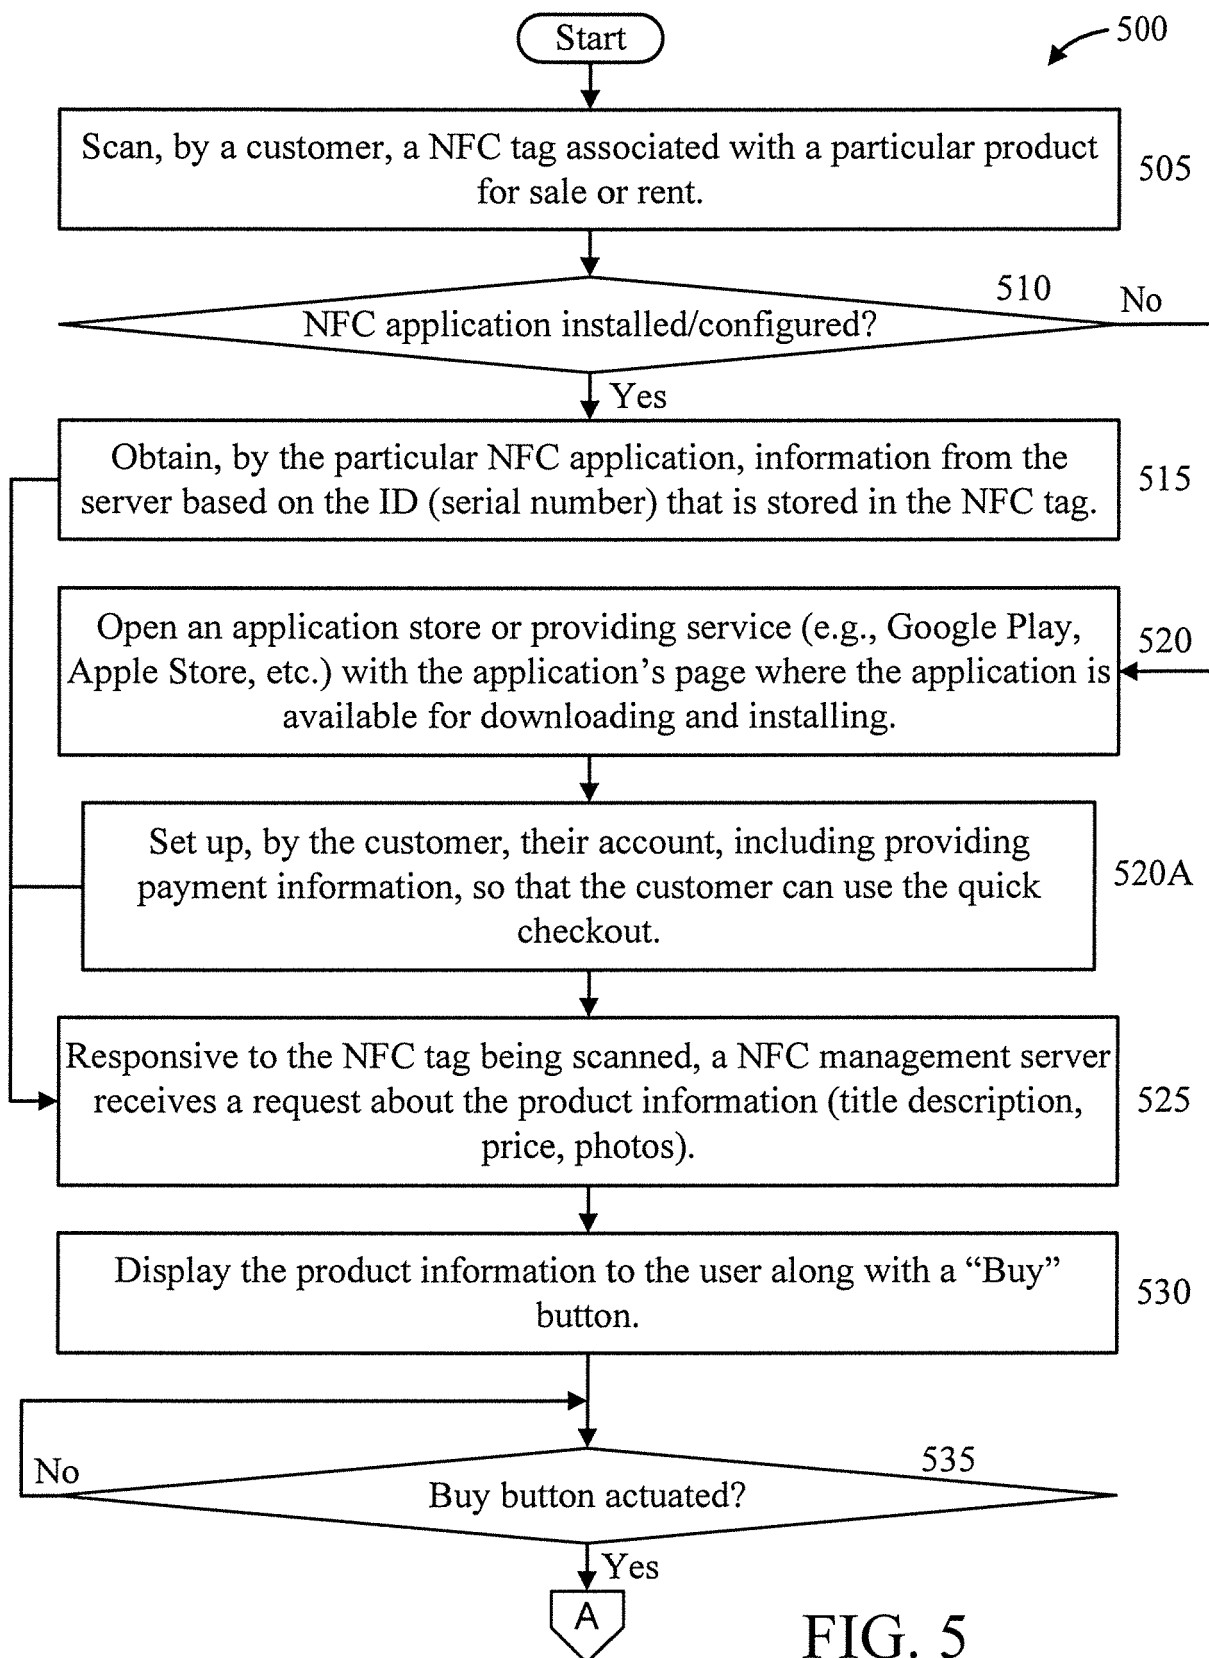 Start
500
Scan, by a customer, a NFC tag associated with a particular product
for sale or rent.
505
510
No
NFC application installed/configured?
Yes
Obtain, by the particular NFC application, information from the
server based on the ID (serial number) that is stored in the NFC tag.
515
Open an application store or providing service (e.g., Google Play,
Apple Store, etc.) with the application’s page where the application is
available for downloading and installing.
520
Set up, by the customer, their account, including providing
payment information, so that the customer can use the quick
checkout.
520A
Responsive to the NFC tag being scanned, a NFC management server
receives a request about the product information (title description,
price, photos).
525
Display the product information to the user along with a “Buy”
button.
530
No
535
Buy button actuated?
Yes
A
FIG. 5